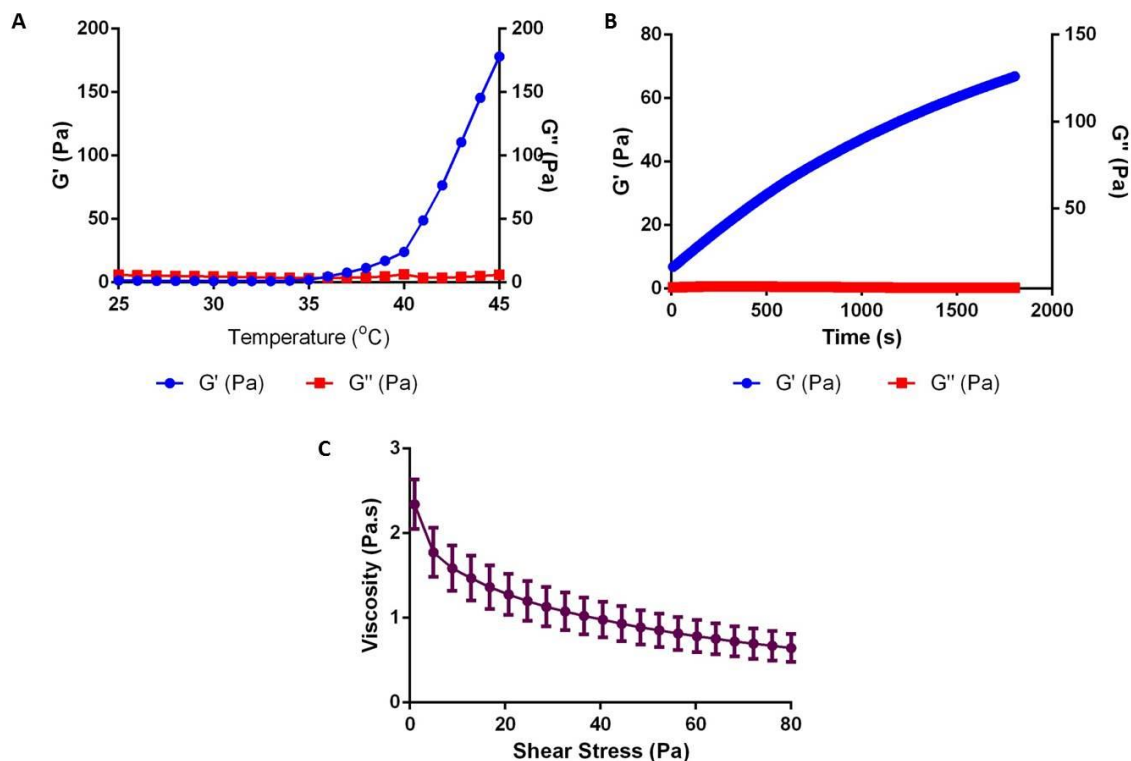 A
200
150
100
50
0
G' (Pa)
200
150
100
50
0
G'' (Pa)
25 30 35 40 45
Temperature (°C)
G' (Pa) G'' (Pa)
B
80
60
40
20
0
G' (Pa)
150
100
50
G'' (Pa)
0 500 1000 1500 2000
Time (s)
G' (Pa) G'' (Pa)
C
3
2
1
0
Viscosity (Pa.s)
0 20 40 60 80
Shear Stress (Pa)